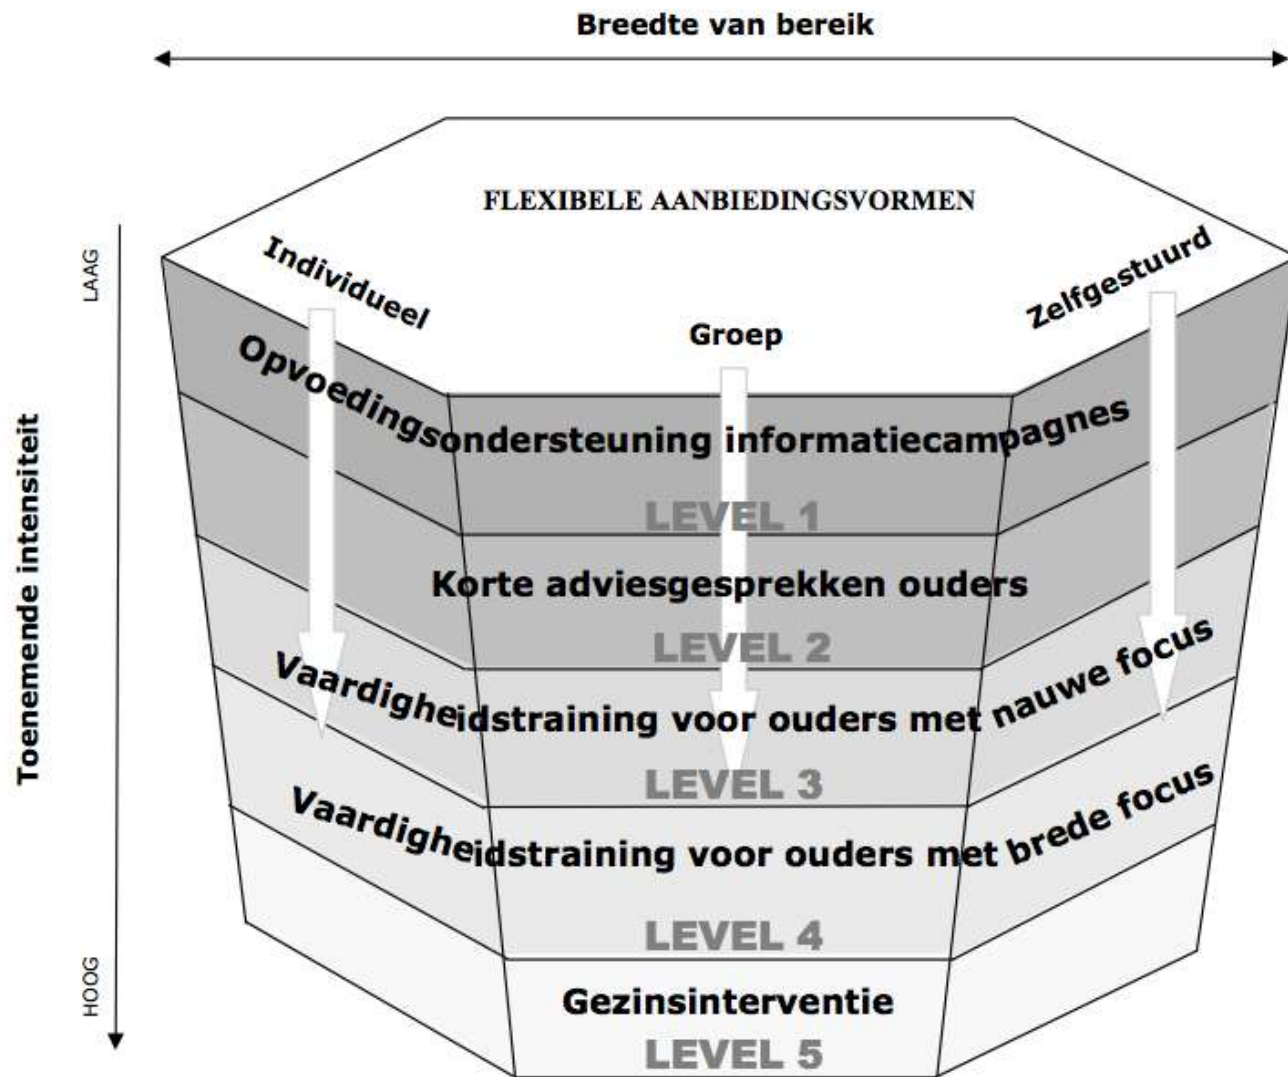 Breedte van bereik
FLEXIBELE AANBIEDINGSVORMEN
Individueel
Groep
Zelfgestuurd
LAAG
Toenemende intensiteit
HOOG
Opvoedingsondersteuning informatiecampagnes
LEVEL 1
Korte adviesgesprekken ouders
LEVEL 2
Vaardigheidstraining voor ouders met nauwe focus
LEVEL 3
Vaardigheidstraining voor ouders met brede focus
LEVEL 4
Gezinsinterventie
LEVEL 5